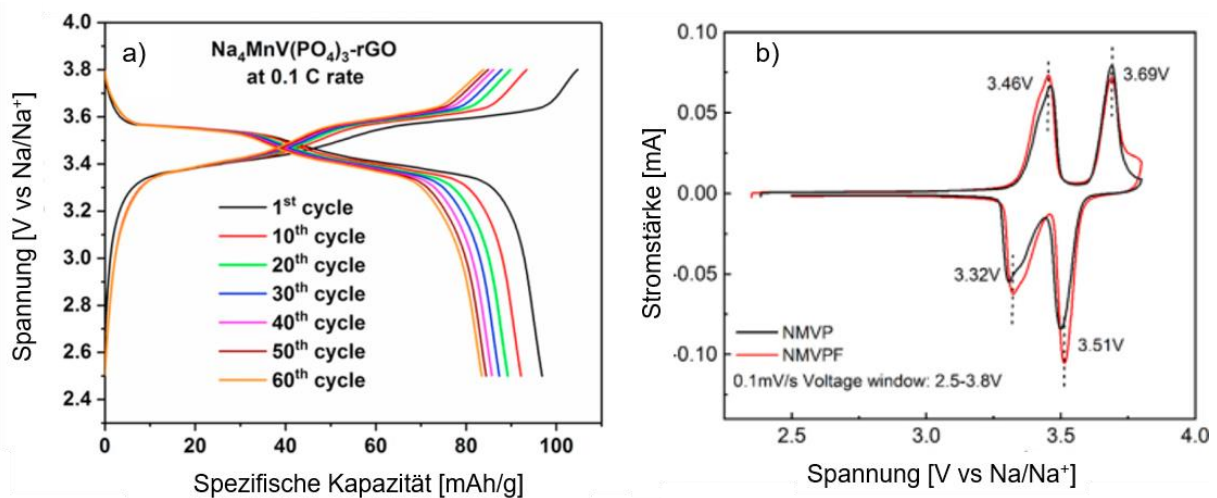 a)
Na₄MnV(PO₄)₃-rGO
at 0.1 C rate
4.0
3.8
3.6
3.4
3.2
3.0
2.8
2.6
2.4
Spannung [V vs Na/Na⁺]
1ˢᵗ cycle
10ᵗʰ cycle
20ᵗʰ cycle
30ᵗʰ cycle
40ᵗʰ cycle
50ᵗʰ cycle
60ᵗʰ cycle
0 20 40 60 80 100
Spezifische Kapazität [mAh/g]
b)
0.10
0.05
0.00
-0.05
-0.10
Stromstärke [mA]
3.46V
3.69V
3.32V
3.51V
NMVP
NMVPF
0.1mV/s Voltage window: 2.5-3.8V
2.5 3.0 3.5 4.0
Spannung [V vs Na/Na⁺]